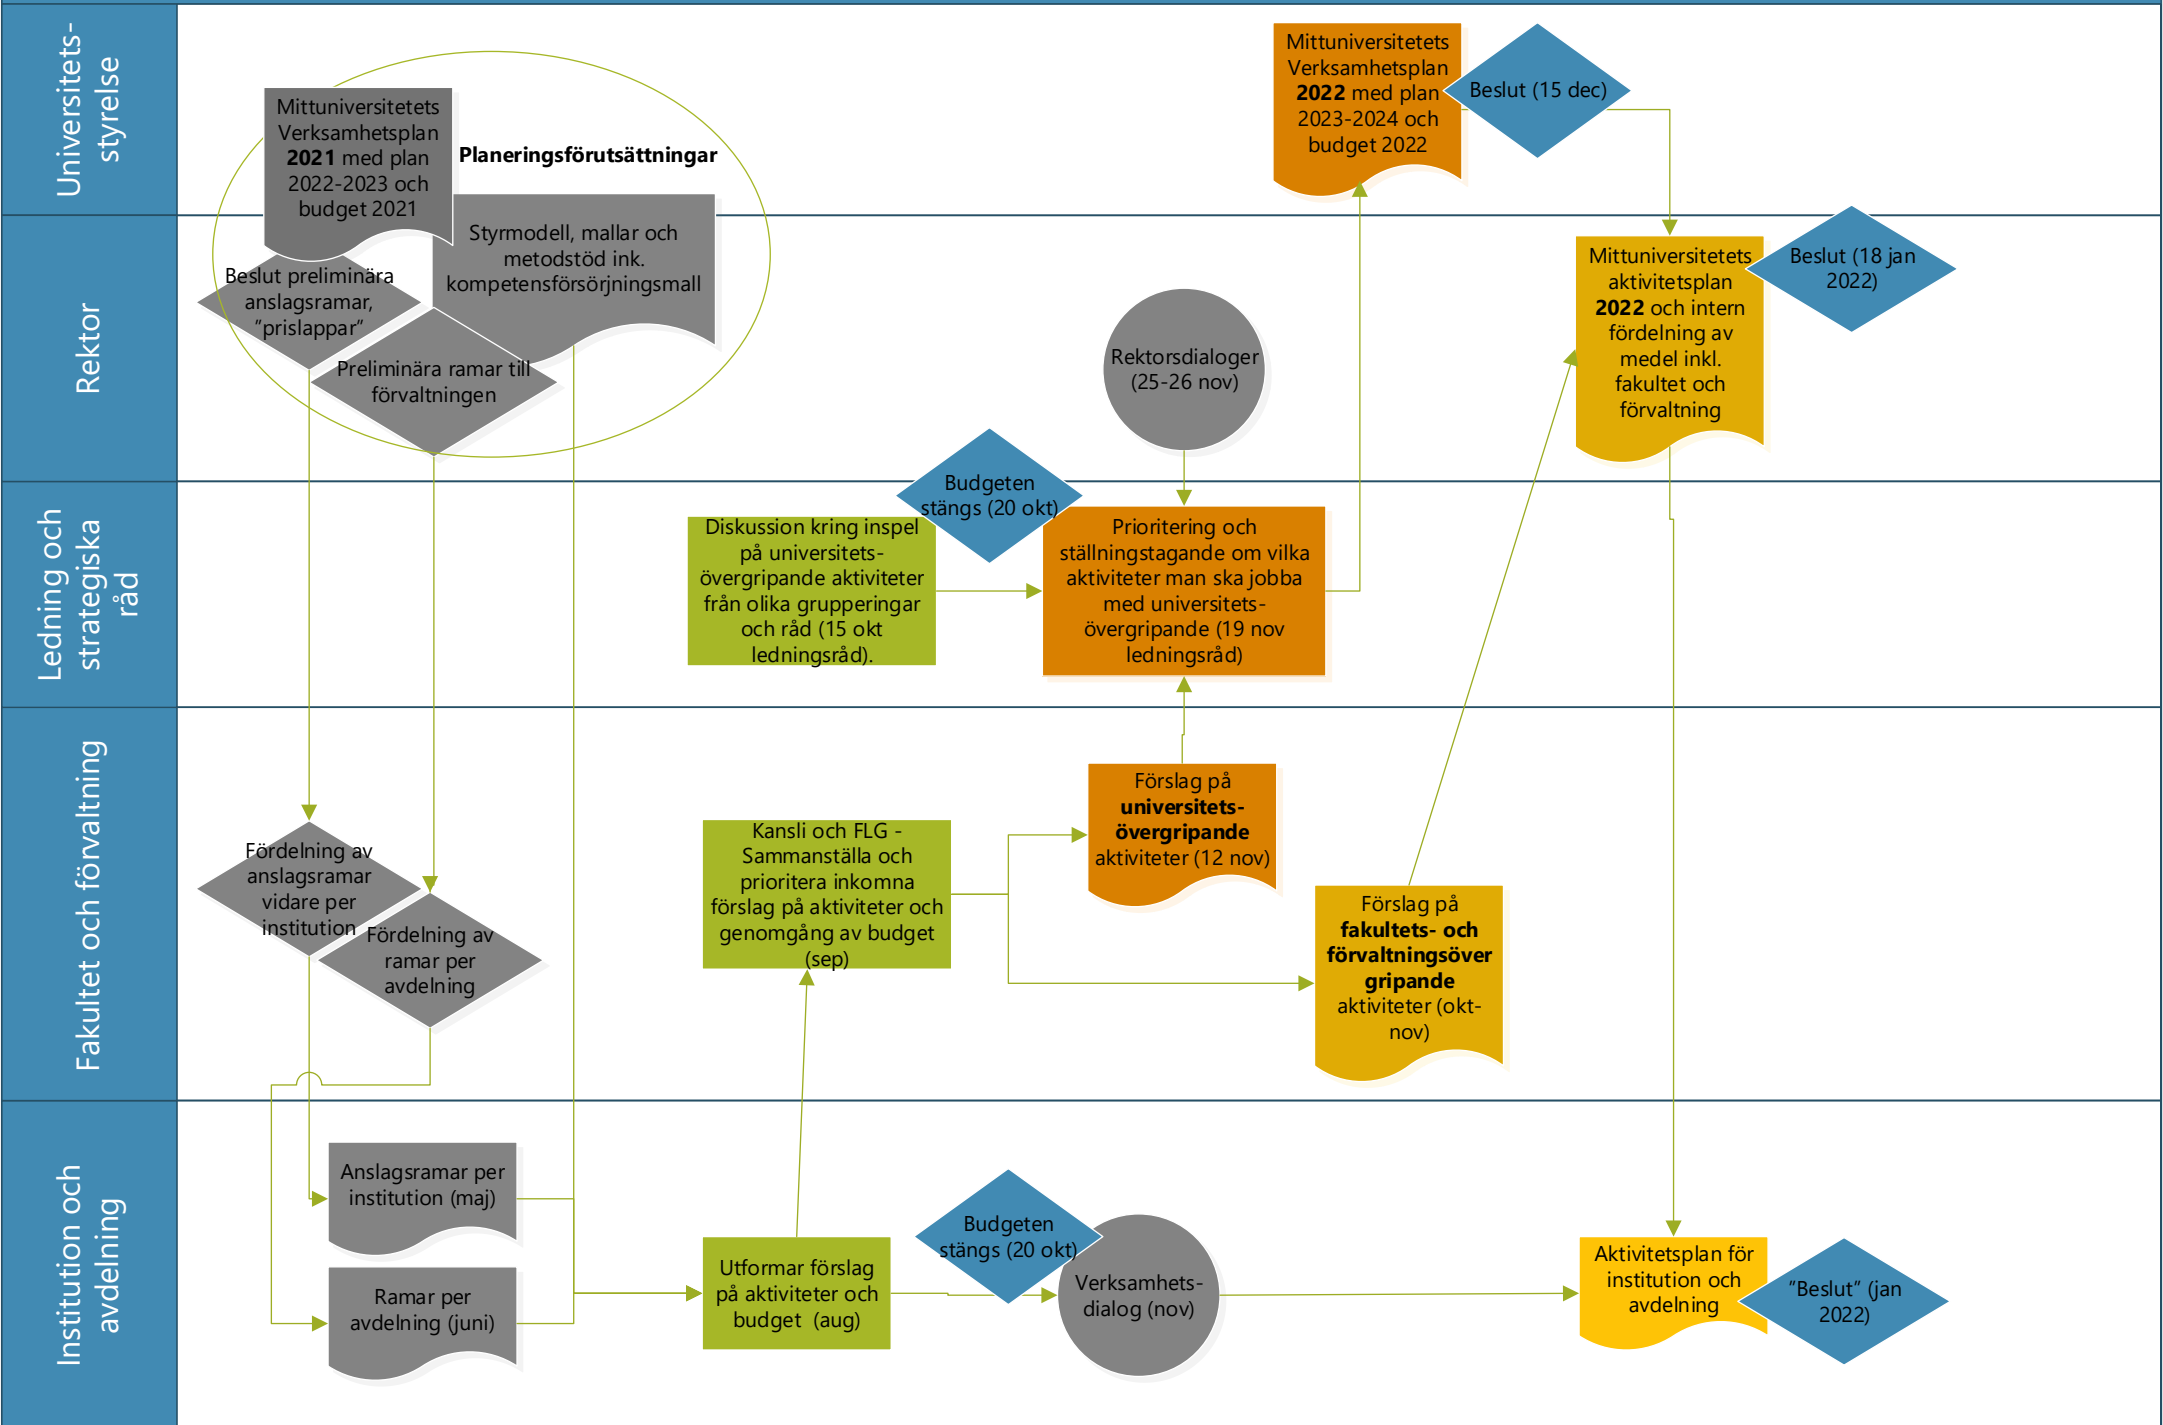 Universitets-
styrelse
Mittuniversitetets
Verksamhetsplan
2021 med plan
2022-2023 och
budget 2021
Planeringsförutsättningar
Mittuniversitetets
Verksamhetsplan
2022 med plan
2023-2024 och
budget 2022
Beslut (15 dec)
Rektor
Beslut preliminära
anslagsramar,
”prislappar”
Styrmodell, mallar och
metodstöd ink.
kompetensförsörjningsmall
Preliminära ramar till
förvaltningen
Rektorsdialoger
(25-26 nov)
Mittuniversitetets
aktivitetsplan
2022 och intern
fördelning av
medel inkl.
fakultet och
förvaltning
Beslut (18 jan
2022)
Ledning och
strategiska
råd
Diskussion kring inspel
på universitets-
övergripande aktiviteter
från olika grupperingar
och råd (15 okt
ledningsråd).
Budgeten
stängs (20 okt)
Prioritering och
ställningstagande om vilka
aktiviteter man ska jobba
med universitets-
övergripande (19 nov
ledningsråd)
Fakultet och förvaltning
Fördelning av
anslagsramar
vidare per
institution
Fördelning av
ramar per
avdelning
Kansli och FLG -
Sammanställa och
prioritera inkomna
förslag på aktiviteter och
genomgång av budget
(sep)
Förslag på
universitets-
övergripande
aktiviteter (12 nov)
Förslag på
fakultets- och
förvaltningsöver
gripande
aktiviteter (okt-
nov)
Institution och
avdelning
Anslagsramar per
institution (maj)
Ramar per
avdelning (juni)
Utformar förslag
på aktiviteter och
budget  (aug)
Budgeten
stängs (20 okt)
Verksamhets-
dialog (nov)
Aktivitetsplan för
institution och
avdelning
”Beslut” (jan
2022)